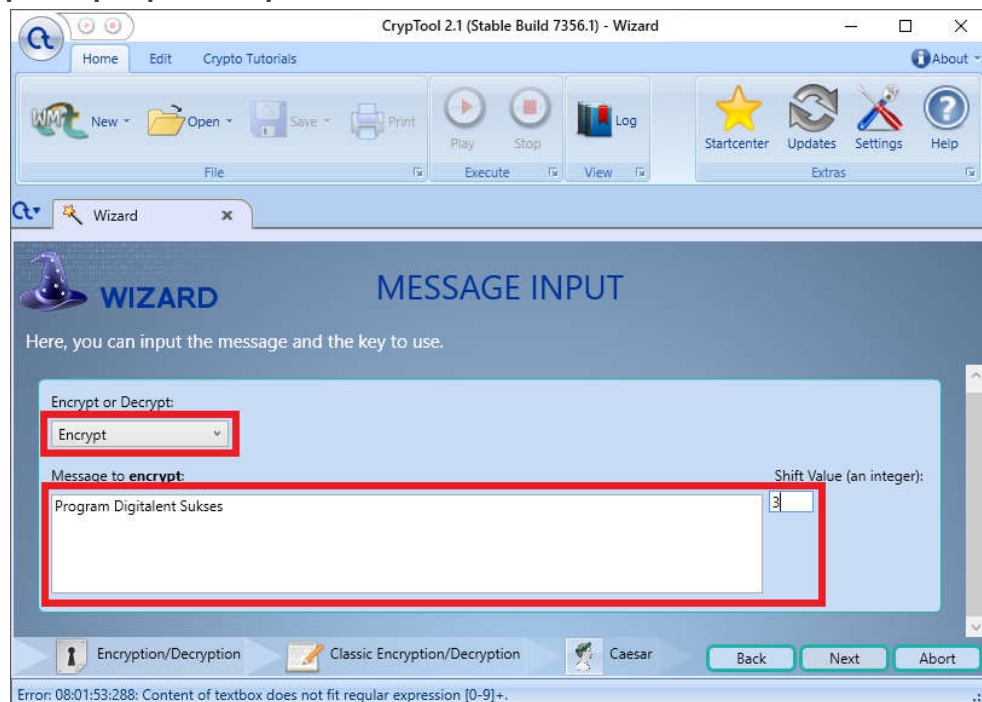 CrypTool 2.1 (Stable Build 7356.1) - Wizard
Home Edit Crypto Tutorials About
New Open Save Print Play Stop Log Startcenter Updates Settings Help
File Execute View Extras
Wizard x
WIZARD
MESSAGE INPUT
Here, you can input the message and the key to use.
Encrypt or Decrypt:
Encrypt
Message to encrypt:
Shift Value (an integer):
Program Digitalent Sukses
3
Encryption/Decryption Classic Encryption/Decryption Caesar Back Next Abort
Error: 08:01:53:288: Content of textbox does not fit regular expression [0-9]+.